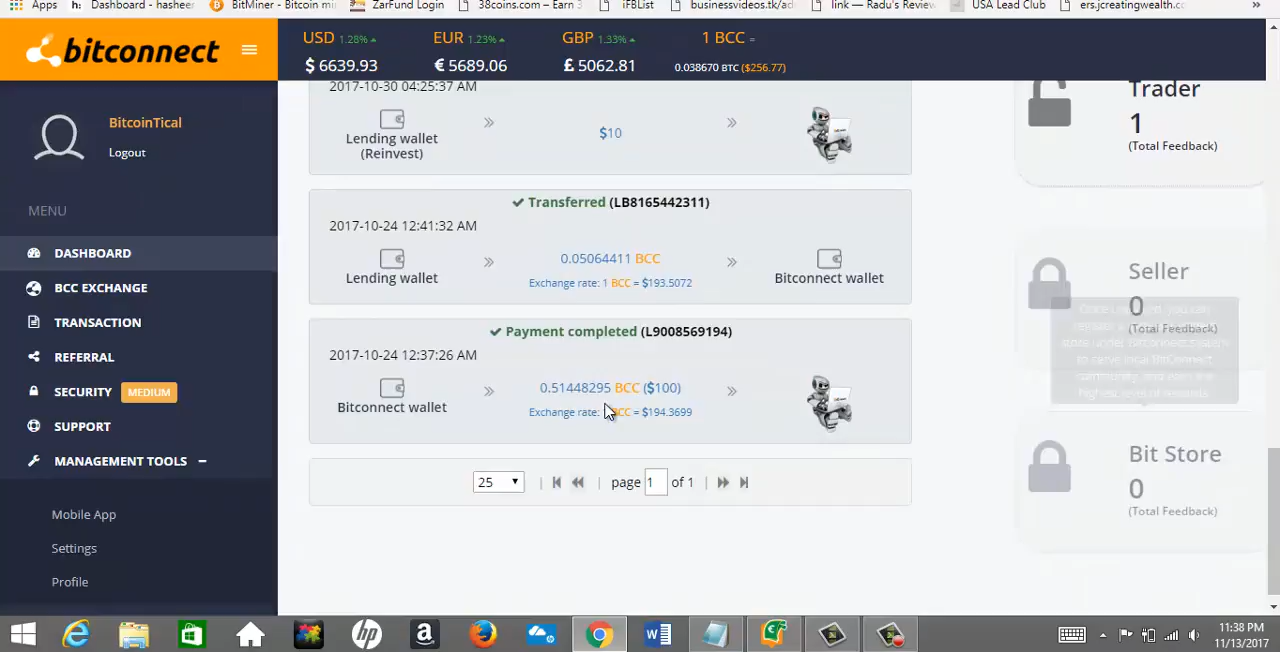 Apps
h: Dashboard - hasheer
BitMiner - Bitcoin mi
ZarFund Login
38coins.com – Earn
iFBList
businessvideos.tk/ad
link — Radu's Review
USA Lead Club
ers.jcreatingwealth.c
»
bitconnect
USD 1.28%
$ 6639.93
EUR 1.23%
€ 5689.06
GBP 1.33%
£ 5062.81
1 BCC =
0.038670 BTC ($256.77)
BitcoinTical
Logout
MENU
DASHBOARD
BCC EXCHANGE
TRANSACTION
REFERRAL
SECURITY MEDIUM
SUPPORT
MANAGEMENT TOOLS –
Mobile App
Settings
Profile
2017-10-30 04:25:37 AM
Lending wallet
(Reinvest)
$10
Transferred (LB8165442311)
2017-10-24 12:41:32 AM
Lending wallet
0.05064411 BCC
Exchange rate: 1 BCC = $193.5072
Bitconnect wallet
Payment completed (L9008569194)
2017-10-24 12:37:26 AM
Bitconnect wallet
0.51448295 BCC ($100)
Exchange rate: BCC = $194.3699
25 | page 1 of 1 |
Trader
1
(Total Feedback)
Seller
0
(Total Feedback)
Bit Store
0
(Total Feedback)
11:38 PM
11/13/2017